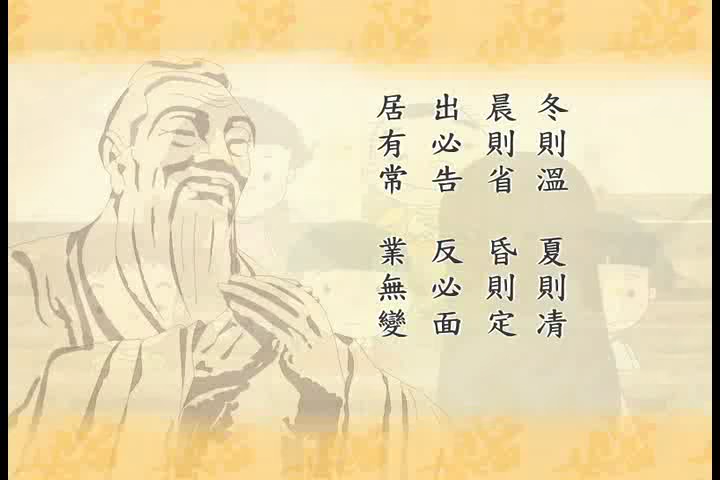 冬則溫 夏則凊
晨則省 昏則定
出必告 反必面
居有常 業無變